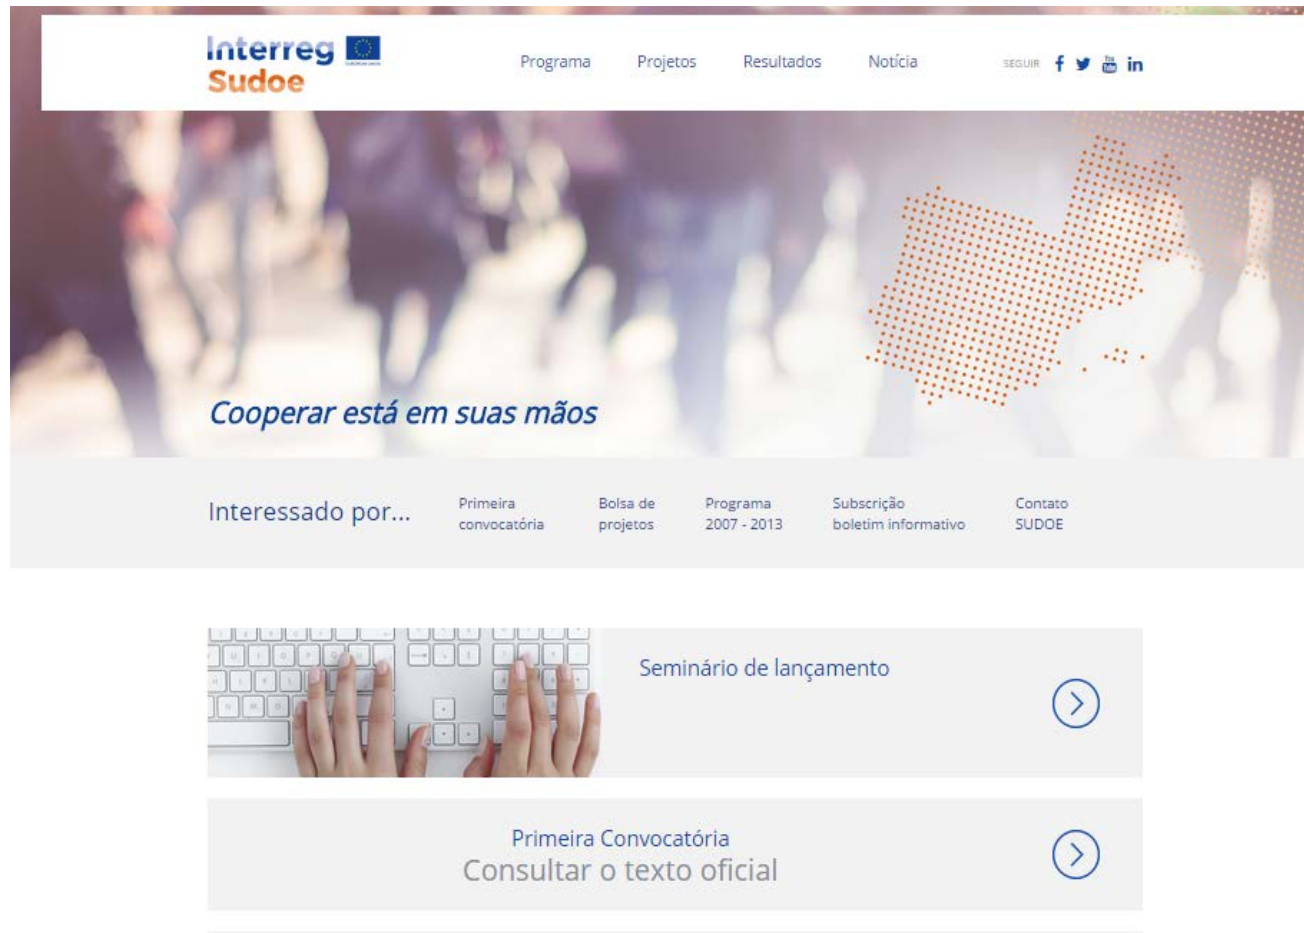 Interreg
Sudoe
Programa Projetos Resultados Notícia SEGUIR
Cooperar está em suas mãos
Interessado por...
Primeira
convocatória
Bolsa de
projetos
Programa
2007 - 2013
Subscrição
boletim informativo
Contato
SUDOE
Seminário de lançamento
Primeira Convocatória
Consultar o texto oficial